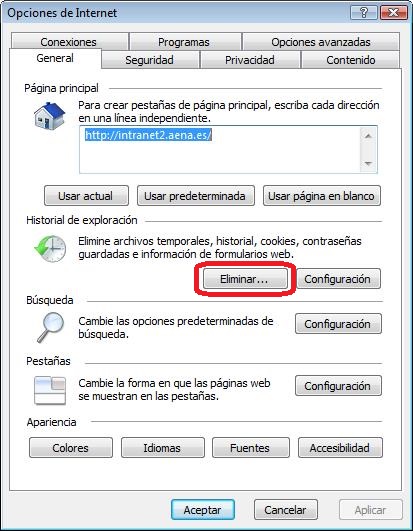 Opciones de Internet
Conexiones Programas Opciones avanzadas
General Seguridad Privacidad Contenido
Página principal
Para crear pestañas de página principal, escriba cada dirección
en una línea independiente.
http://intranet2.aena.es/
Usar actual Usar predeterminada Usar página en blanco
Historial de exploración
Elimine archivos temporales, historial, cookies, contraseñas
guardadas e información de formularios web.
Eliminar... Configuración
Búsqueda
Cambie las opciones predeterminadas de
búsqueda.
Configuración
Pestañas
Cambie la forma en que las páginas web
se muestran en las pestañas.
Configuración
Apariencia
Colores Idiomas Fuentes Accesibilidad
Aceptar Cancelar Aplicar